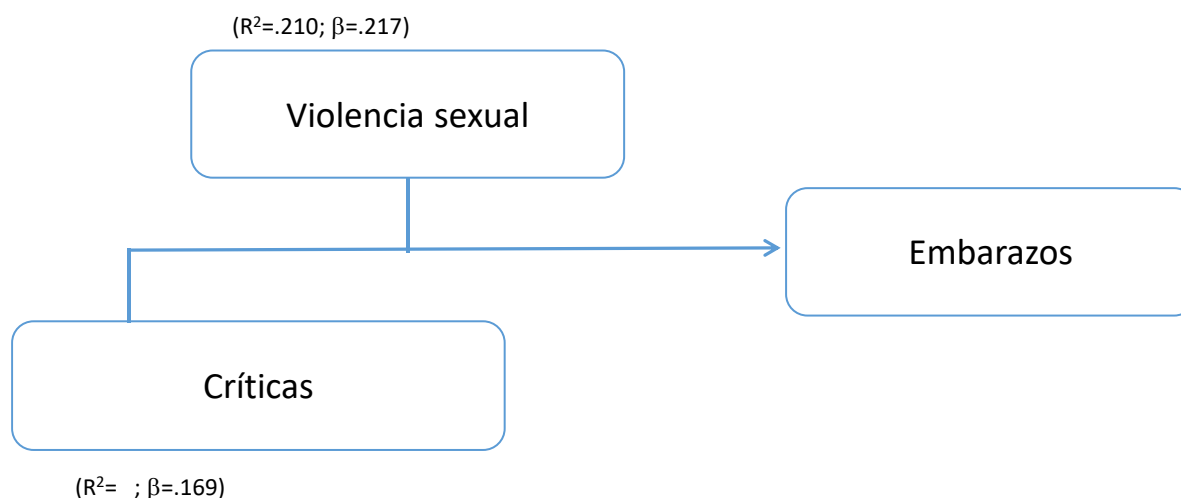 (R²=.210; β=.217)
Violencia sexual
Embarazos
Críticas
(R²= ; β=.169)